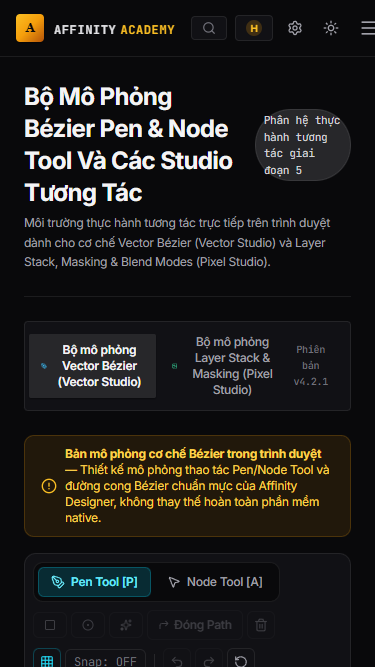 A AFFINITY ACADEMY H
Bộ Mô Phỏng
Bézier Pen & Node
Tool Và Các Studio
Tương Tác
Phân hệ thực
hành tương
tác giai
đoạn 5
Môi trường thực hành tương tác trực tiếp trên trình duyệt
dành cho cơ chế Vector Bézier (Vector Studio) và Layer
Stack, Masking & Blend Modes (Pixel Studio).
Bộ mô phỏng
Vector Bézier
(Vector Studio)
Bộ mô phỏng
Layer Stack &
Masking (Pixel
Studio)
Phiên
bản
v4.2.1
Bản mô phỏng cơ chế Bézier trong trình duyệt
— Thiết kế mô phỏng thao tác Pen/Node Tool và
đường cong Bézier chuẩn mực của Affinity
Designer, không thay thế hoàn toàn phần mềm
native.
Pen Tool [P]
Node Tool [A]
Đóng Path
Snap: OFF